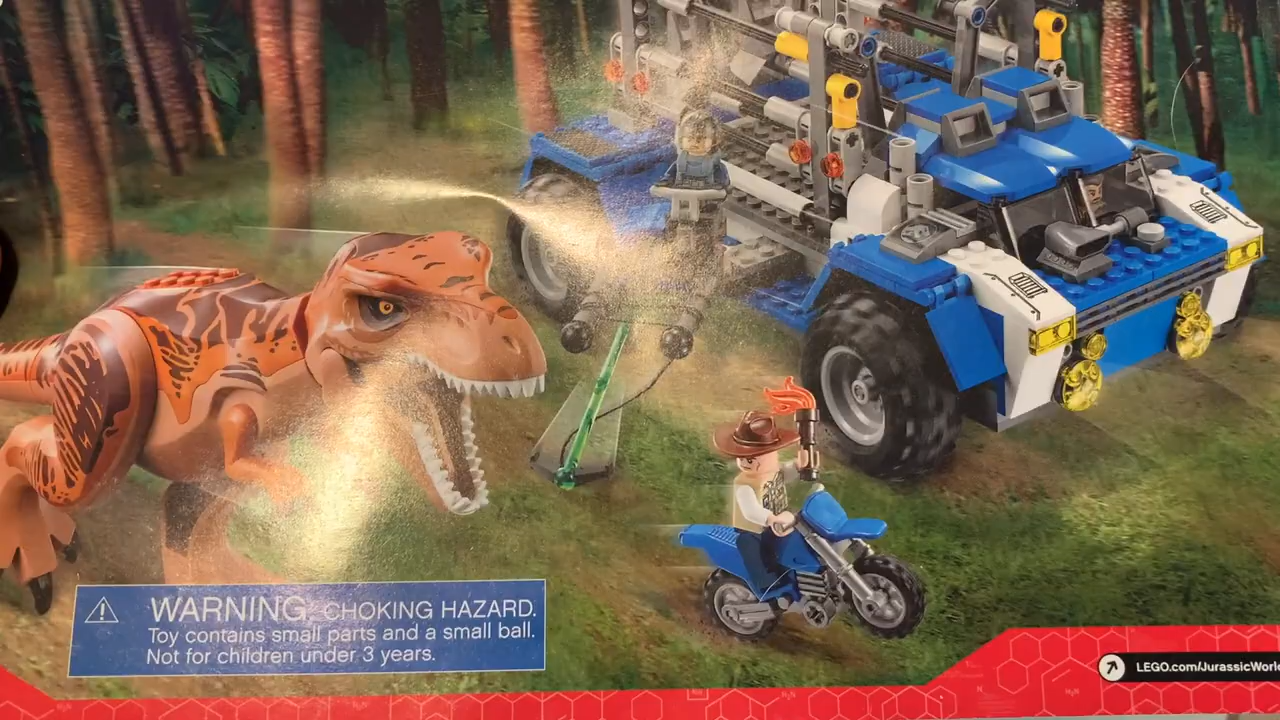 WARNING: CHOKING HAZARD.
Toy contains small parts and a small ball.
Not for children under 3 years.
LEGO.com/JurassicWorl